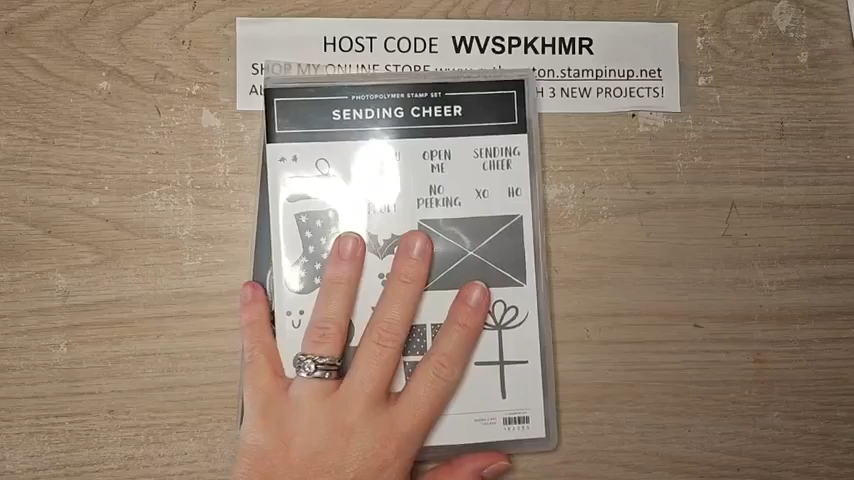 HOST CODE WVSPKHMR
SHOP MY ONLINE STORE ton.stampinup.net
H 3 NEW PROJECTS!
PHOTOPOLYMER STAMP SET
SENDING CHEER
OPEN
ME
SENDING
CHEER
NO
PEEKING
XO
HO